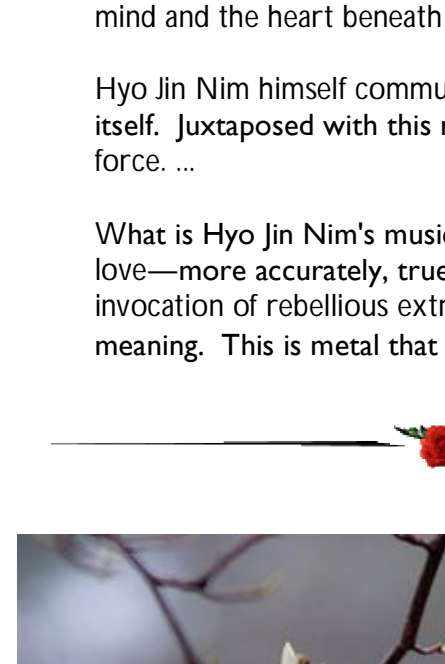 mind and the heart beneath
Hyo Jin Nim himself commu
itself. Juxtaposed with this
force. ...
What is Hyo Jin Nim's music
love—more accurately, true
invocation of rebellious extr
meaning. This is metal that